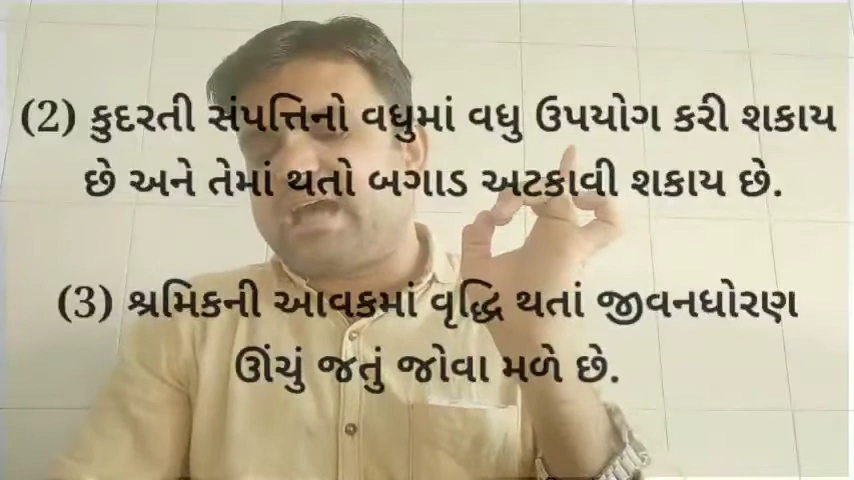 (2) કુદરતી સંપત્તિનો વધુમાં વધુ ઉપયોગ કરી શકાય
છે અને તેમાં થતો બગાડ અટકાવી શકાય છે.
(3) શ્રમિકની આવકમાં વૃદ્ધિ થતાં જીવનધોરણ
ઊંચું જતું જોવા મળે છે.